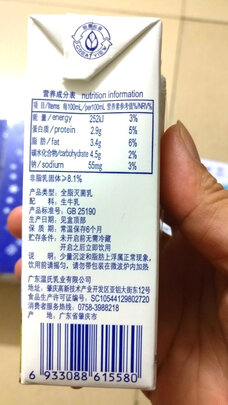 营养成分表 nutrition information
项目/Items 每100mL/per100mL 营养素参考值%/NRV%
能 量/energy 252kJ 3%
蛋白质/protein 2.9g 5%
脂 肪/fat 3.4g 6%
碳水化合物/carbohydrate 4.5g 2%
钠/sodium 55mg 3%
非脂乳固体≥8.1%
产品类型：全脂灭菌乳
配 料：生牛乳
产品标准号：GB 25190
生产日期：见盒顶部
保 质 期：常温保存6个月
贮存条件：未开启前无需冷藏
开启之后立即饮用
注 意：少量沉淀和脂肪上浮属正常现象，
饮用前请摇匀，请勿带包装在微波炉内加热
广东温氏乳业有限公司
地 址：肇庆高新技术产业开发区亚铝大街东12号
食品生产许可证编号：SC10544129802720
消费者服务热线：0758-3988218
产 地：广东省肇庆市
6 933088 615580